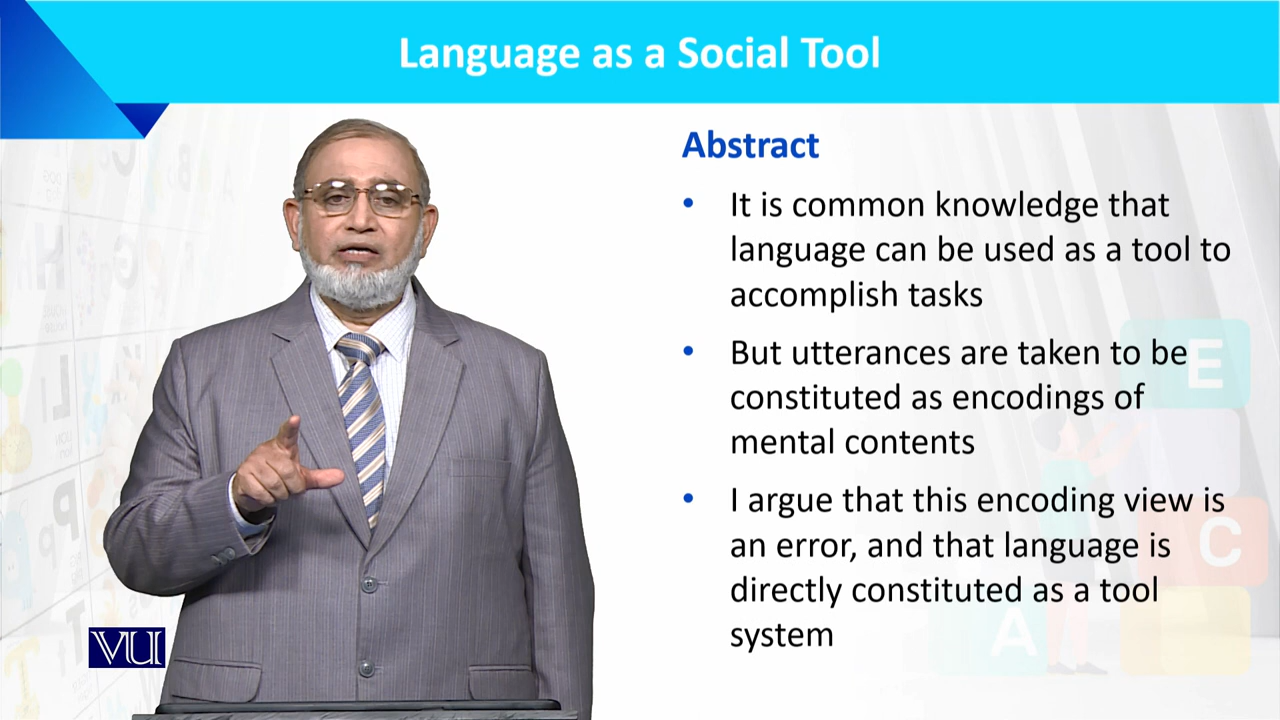 Language as a Social Tool
Abstract
• It is common knowledge that
language can be used as a tool to
accomplish tasks
• But utterances are taken to be
constituted as encodings of
mental contents
• I argue that this encoding view is
an error, and that language is
directly constituted as a tool
system
VU
E
C
A